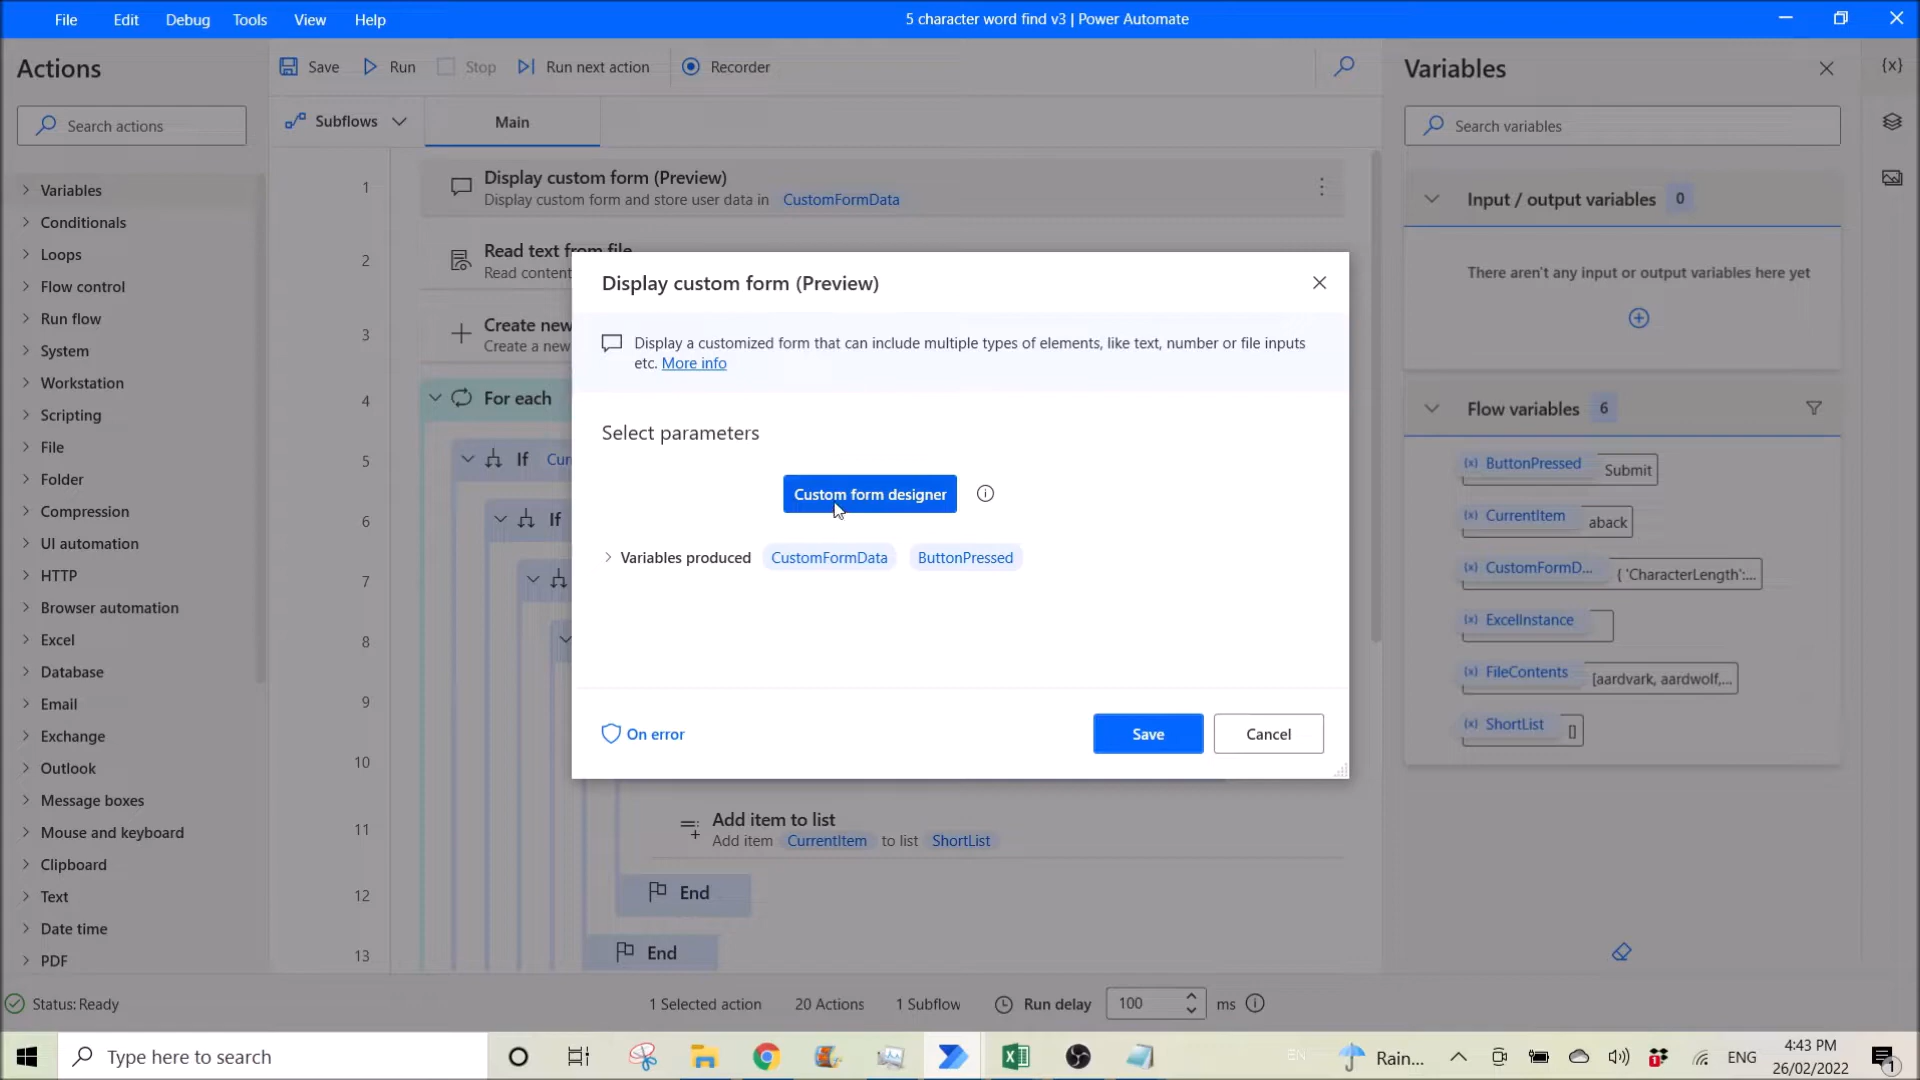 File Edit Debug Tools View Help 5 character word find v3 | Power Automate
Actions
Search actions
Variables
Conditionals
Loops
Flow control
Run flow
System
Workstation
Scripting
File
Folder
Compression
UI automation
HTTP
Browser automation
Excel
Database
Email
Exchange
Outlook
Message boxes
Mouse and keyboard
Clipboard
Text
Date time
PDF
Save Run Stop Run next action Recorder
Subflows Main
1 Display custom form (Preview)
Display custom form and store user data in CustomFormData
2 Read text from file
Read content
3 Create new
Create a new
4 For each
5 If Cur
6 If
7
8
9
10
11 Add item to list
Add item CurrentItem to list ShortList
12 End
13 End
Display custom form (Preview)
Display a customized form that can include multiple types of elements, like text, number or file inputs
etc. More info
Select parameters
Custom form designer
Variables produced CustomFormData ButtonPressed
On error Save Cancel
Variables {x}
Search variables
Input / output variables 0
There aren't any input or output variables here yet
Flow variables 6
(x) ButtonPressed Submit
(x) CurrentItem aback
(x) CustomFormD... { 'CharacterLength':...
(x) ExcelInstance
(x) FileContents [aardvark, aardwolf,...
(x) ShortList []
Status: Ready 1 Selected action 20 Actions 1 Subflow Run delay 100 ms
Type here to search EN Rain... 1 ENG 4:43 PM
26/02/2022 1